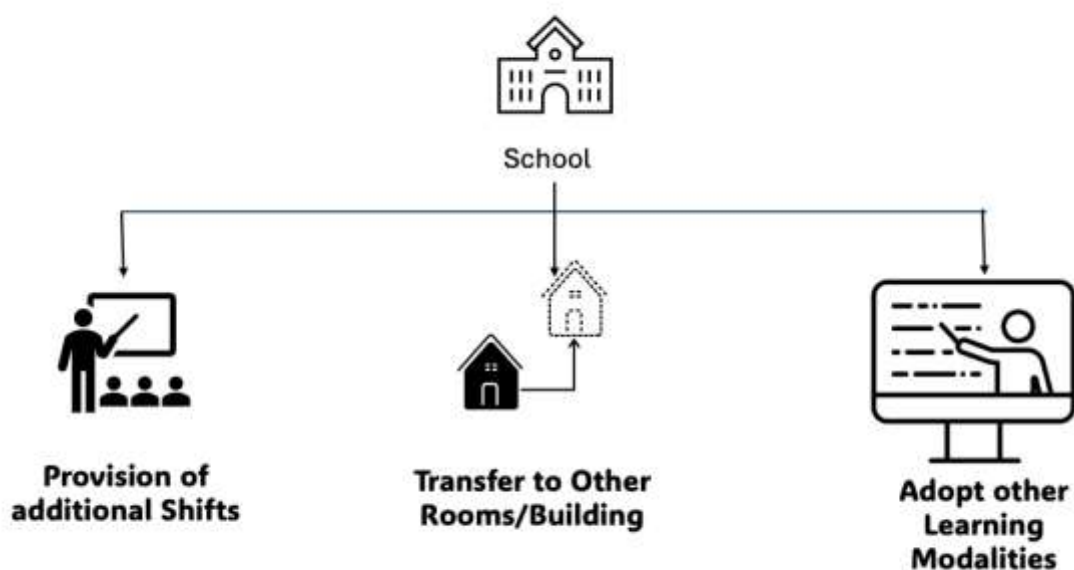 School
Provision of
additional Shifts
Transfer to Other
Rooms/Building
Adopt other
Learning
Modalities